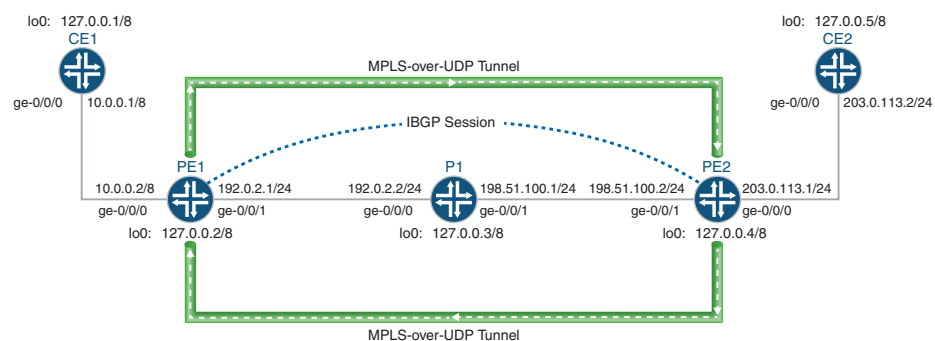 lo0: 127.0.0.1/8
CE1
ge-0/0/0
10.0.0.1/8
lo0: 127.0.0.5/8
CE2
ge-0/0/0
203.0.113.2/24
MPLS-over-UDP Tunnel
IBGP Session
PE1
10.0.0.2/8
ge-0/0/0
192.0.2.1/24
ge-0/0/1
lo0: 127.0.0.2/8
P1
192.0.2.2/24
ge-0/0/0
198.51.100.1/24
ge-0/0/1
lo0: 127.0.0.3/8
PE2
198.51.100.2/24
ge-0/0/1
203.0.113.1/24
ge-0/0/0
lo0: 127.0.0.4/8
MPLS-over-UDP Tunnel